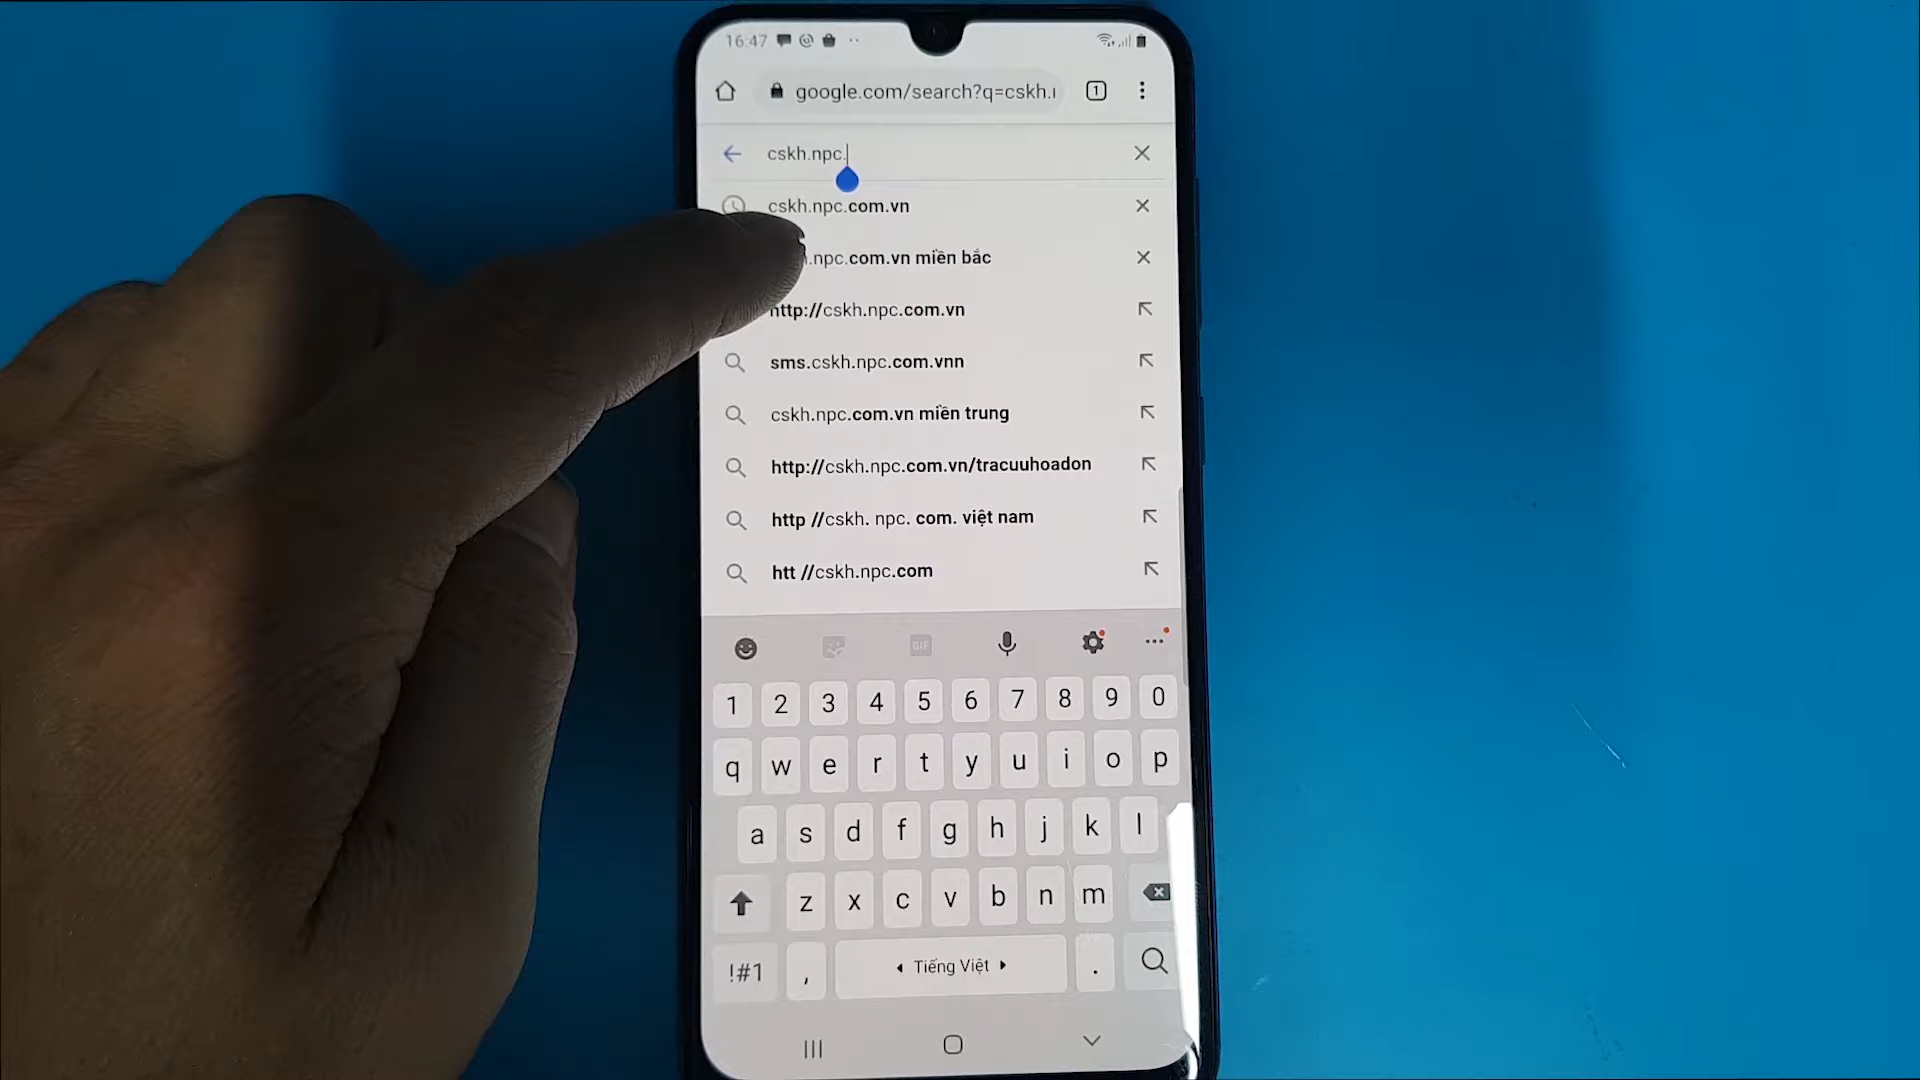 16:47
google.com/search?q=cskh.
1
cskh.npc.
cskh.npc.com.vn
.npc.com.vn miền bắc
http://cskh.npc.com.vn
sms.cskh.npc.com.vnn
cskh.npc.com.vn miền trung
http://cskh.npc.com.vn/tracuuhoadon
http //cskh. npc. com. việt nam
htt //cskh.npc.com
GIF
1 2 3 4 5 6 7 8 9 0
q w e r t y u i o p
a s d f g h j k l
z x c v b n m
!#1 , Tiếng Việt .